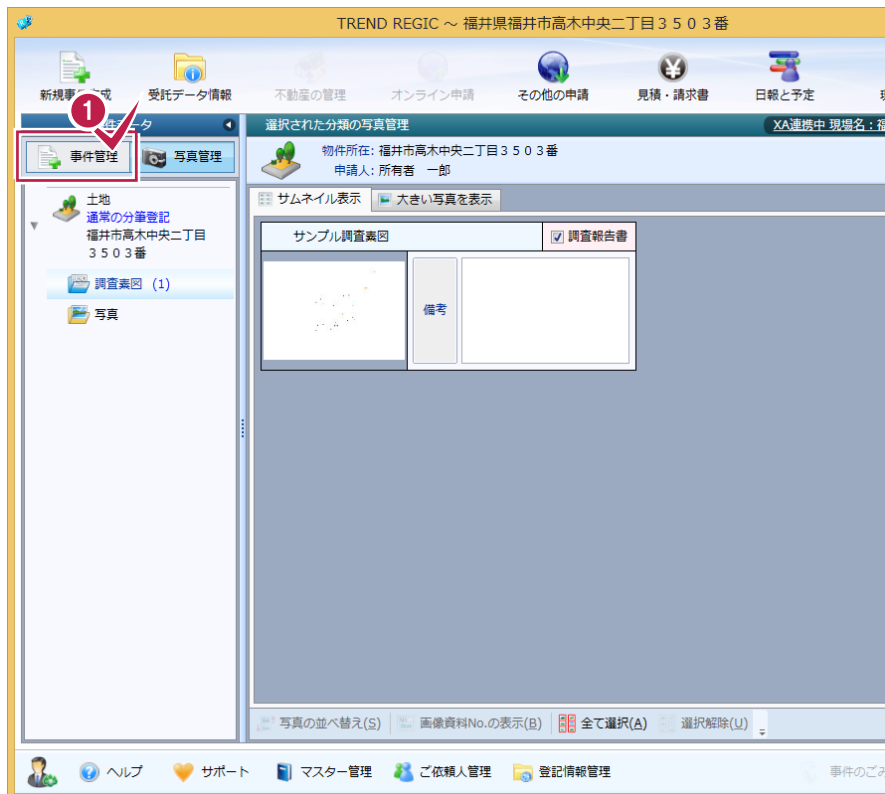 TREND REGIC ～ 福井県福井市高木中央二丁目３５０３番
新規事 成
受託データ情報
不動産の管理
オンライン申請
その他の申請
見積・請求書
日報と予定
1
データ
選択された分類の写真管理
XA連携中 現場名：福
事件管理
写真管理
物件所在: 福井市高木中央二丁目３５０３番
申請人: 所有者　一郎
土地
通常の分筆登記
福井市高木中央二丁目
３５０３番
調査素図 (1)
写真
サムネイル表示
大きい写真を表示
サンプル調査素図
調査報告書
備考
写真の並べ替え(S)
画像資料No.の表示(B)
全て選択(A)
選択解除(U)
ヘルプ
サポート
マスター管理
ご依頼人管理
登記情報管理
事件のごみ